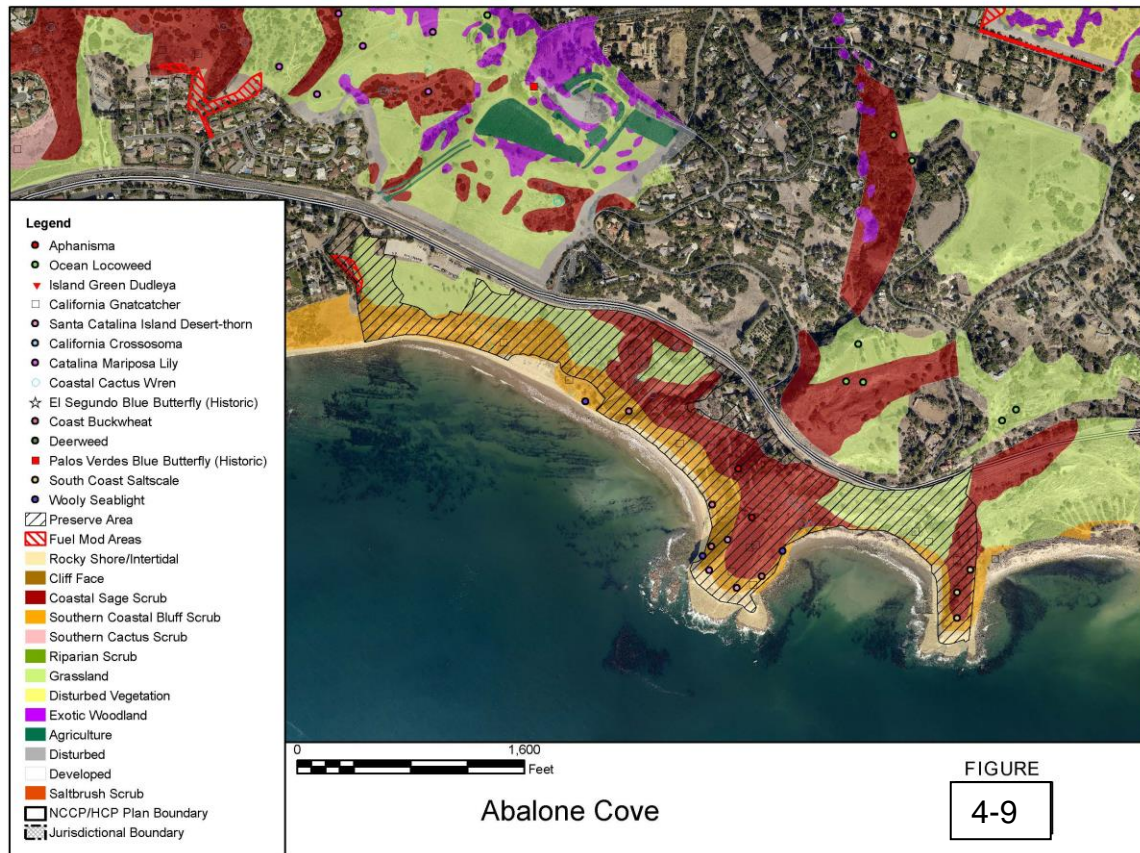 Legend
Aphanisma
Ocean Locoweed
Island Green Dudleya
California Gnatcatcher
Santa Catalina Island Desert-thorn
California Crossosoma
Catalina Mariposa Lily
Coastal Cactus Wren
El Segundo Blue Butterfly (Historic)
Coast Buckwheat
Deerweed
Palos Verdes Blue Butterfly (Historic)
South Coast Saltscale
Wooly Seablight
Preserve Area
Fuel Mod Areas
Rocky Shore/Intertidal
Cliff Face
Coastal Sage Scrub
Southern Coastal Bluff Scrub
Southern Cactus Scrub
Riparian Scrub
Grassland
Disturbed Vegetation
Exotic Woodland
Agriculture
Disturbed
Developed
Saltbrush Scrub
NCCP/HCP Plan Boundary
Jurisdictional Boundary
0 1,600
Feet
Abalone Cove
FIGURE
4-9